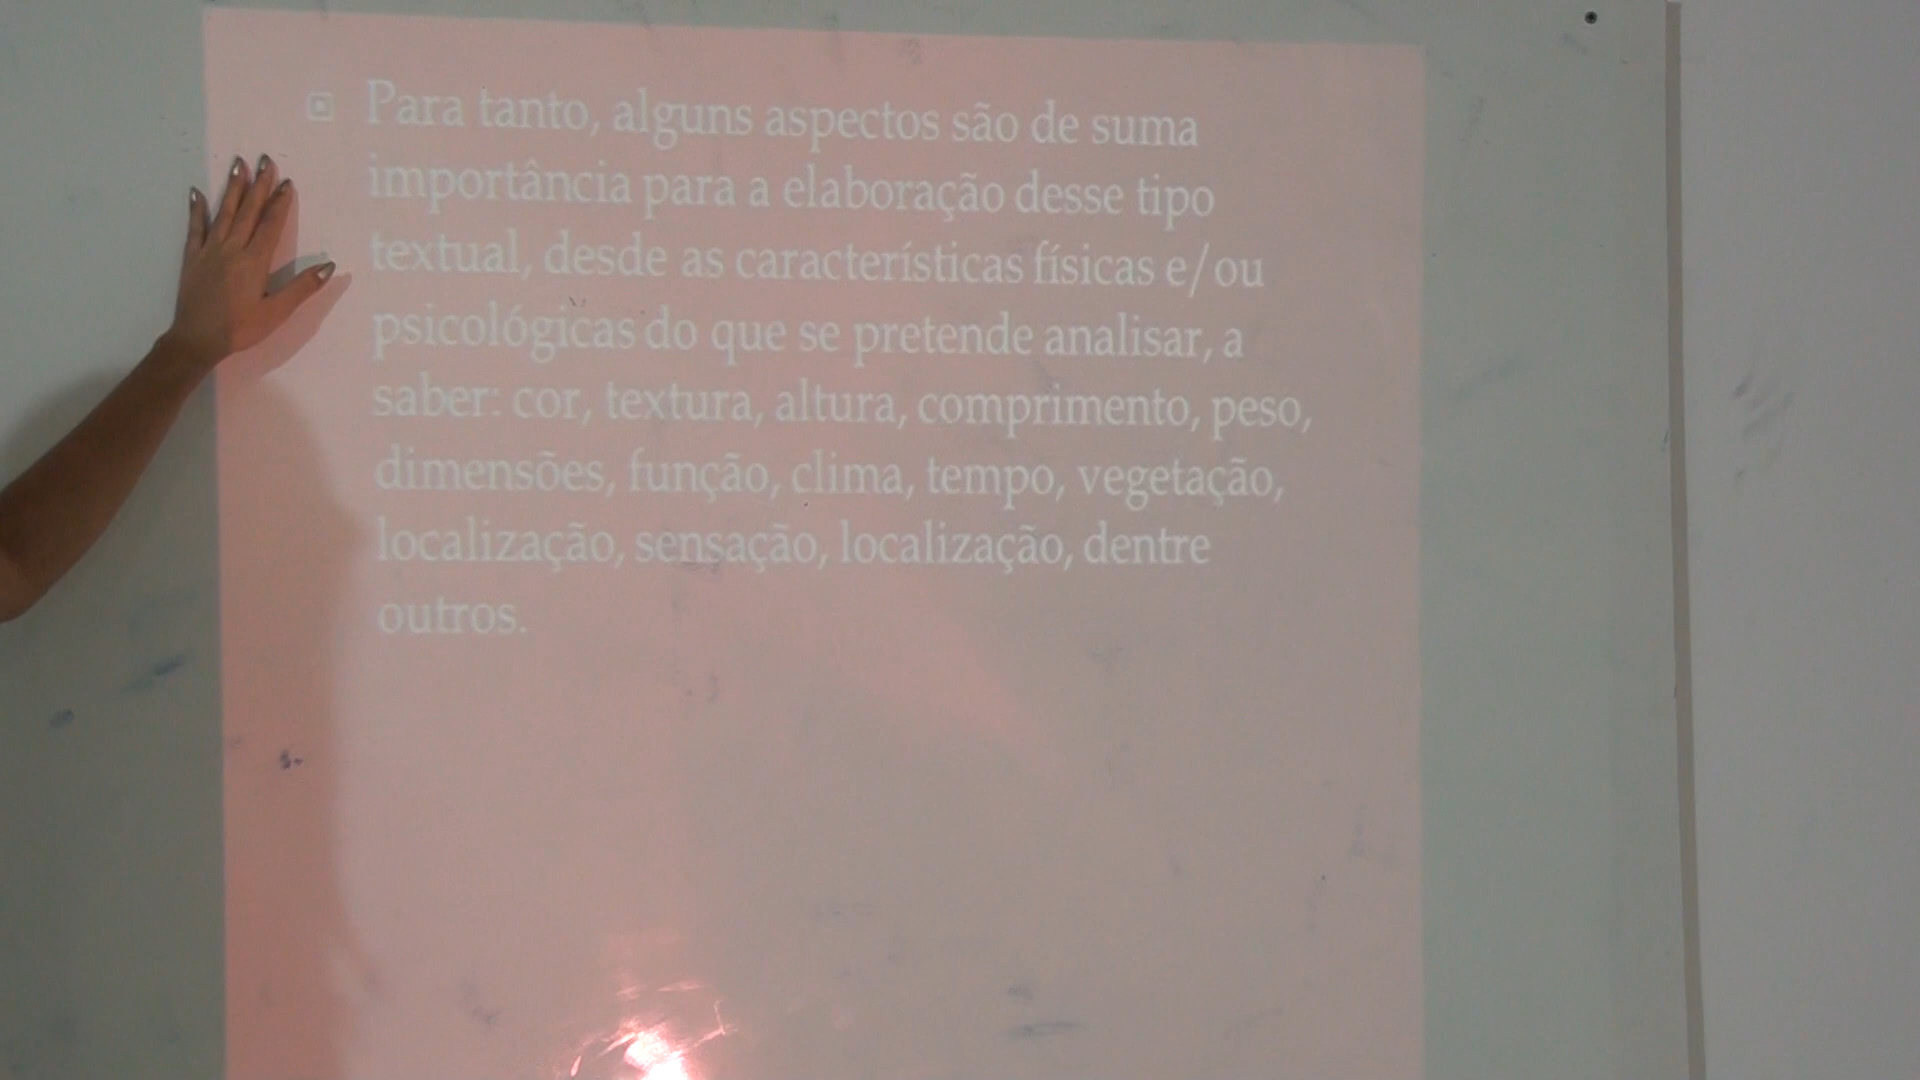 Para tanto, alguns aspectos são de suma
importância para a elaboração desse tipo
textual, desde as características físicas e/ou
psicológicas do que se pretende analisar, a
saber: cor, textura, altura, comprimento, peso,
dimensões, função, clima, tempo, vegetação,
localização, sensação, localização, dentre
outros.